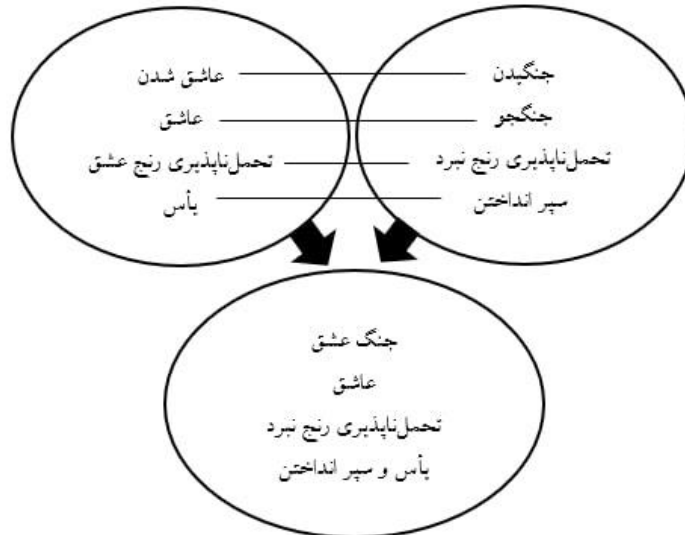 جنگیدن
جنگجو
تحمل‌ناپذیری رنج نبرد
سپر انداختن
عاشق شدن
عاشق
تحمل‌ناپذیری رنج عشق
یأس
جنگ عشق
عاشق
تحمل‌ناپذیری رنج نبرد
یأس و سپر انداختن